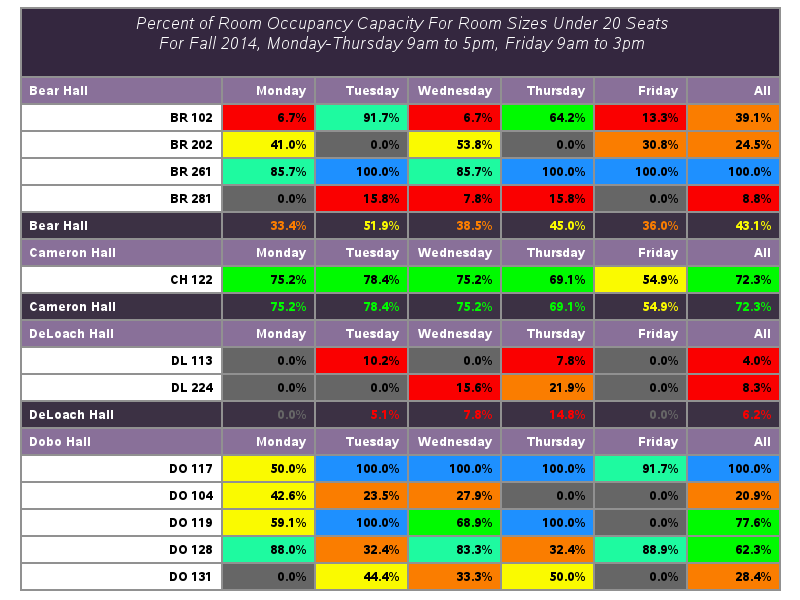 Percent of Room Occupancy Capacity For Room Sizes Under 20 Seats
For Fall 2014, Monday-Thursday 9am to 5pm, Friday 9am to 3pm
Bear Hall Monday Tuesday Wednesday Thursday Friday All
BR 102 6.7% 91.7% 6.7% 64.2% 13.3% 39.1%
BR 202 41.0% 0.0% 53.8% 0.0% 30.8% 24.5%
BR 261 85.7% 100.0% 85.7% 100.0% 100.0% 100.0%
BR 281 0.0% 15.8% 7.8% 15.8% 0.0% 8.8%
Bear Hall 33.4% 51.9% 38.5% 45.0% 36.0% 43.1%
Cameron Hall Monday Tuesday Wednesday Thursday Friday All
CH 122 75.2% 78.4% 75.2% 69.1% 54.9% 72.3%
Cameron Hall 75.2% 78.4% 75.2% 69.1% 54.9% 72.3%
DeLoach Hall Monday Tuesday Wednesday Thursday Friday All
DL 113 0.0% 10.2% 0.0% 7.8% 0.0% 4.0%
DL 224 0.0% 0.0% 15.6% 21.9% 0.0% 8.3%
DeLoach Hall 0.0% 5.1% 7.8% 14.8% 0.0% 6.2%
Dobo Hall Monday Tuesday Wednesday Thursday Friday All
DO 117 50.0% 100.0% 100.0% 100.0% 91.7% 100.0%
DO 104 42.6% 23.5% 27.9% 0.0% 0.0% 20.9%
DO 119 59.1% 100.0% 68.9% 100.0% 0.0% 77.6%
DO 128 88.0% 32.4% 83.3% 32.4% 88.9% 62.3%
DO 131 0.0% 44.4% 33.3% 50.0% 0.0% 28.4%